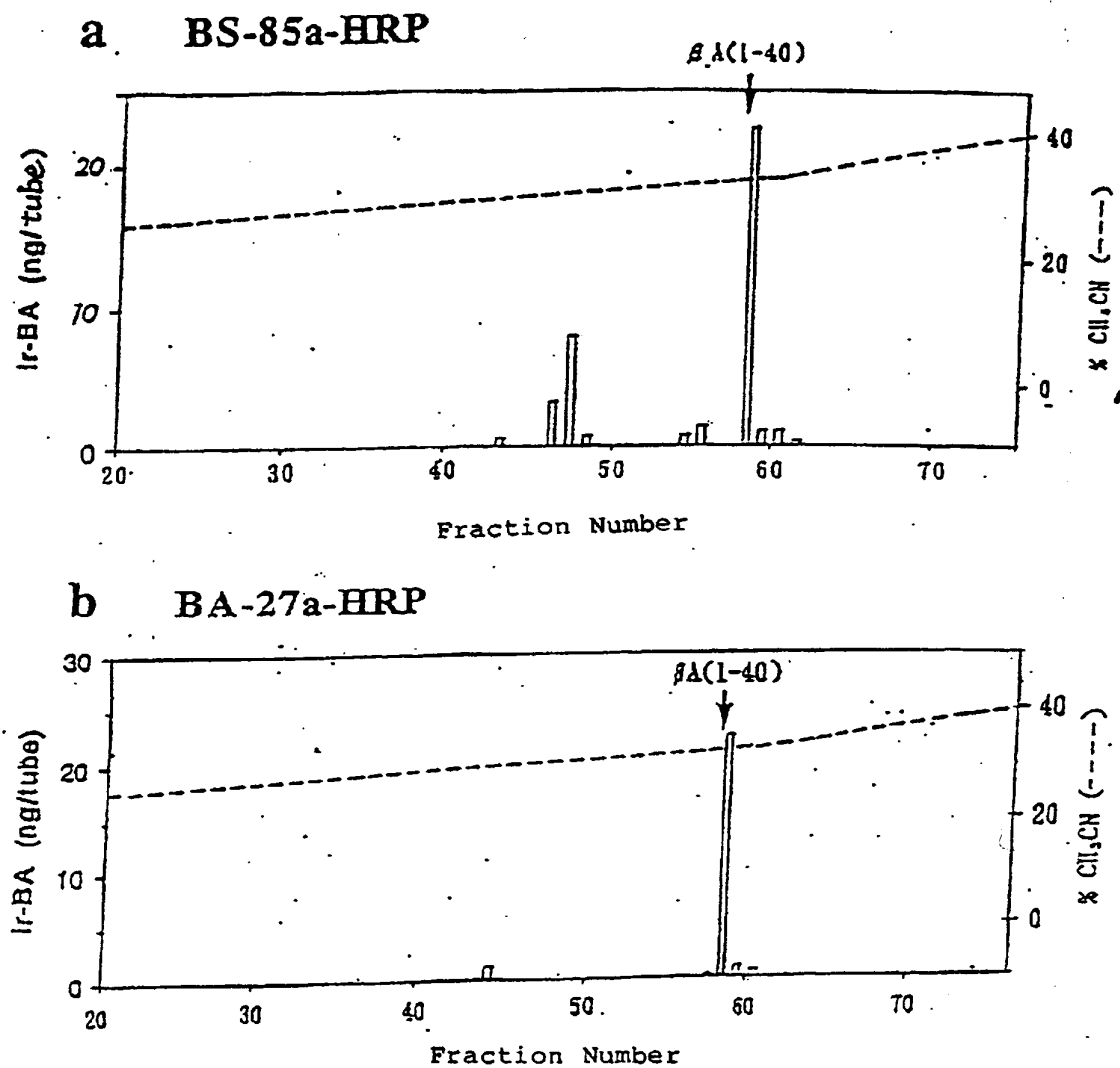 a BS-85a-HRP
β A(1-40)
Ir-BA (ng/tube)
20
10
0
40
20
0
% CH₃CN (---)
20 30 40 50 60 70
Fraction Number
b BA-27a-HRP
βA(1-40)
Ir-BA (ng/tube)
30
20
10
0
40
20
0
% CH₃CN (----)
20 30 40 50 60 70
Fraction Number